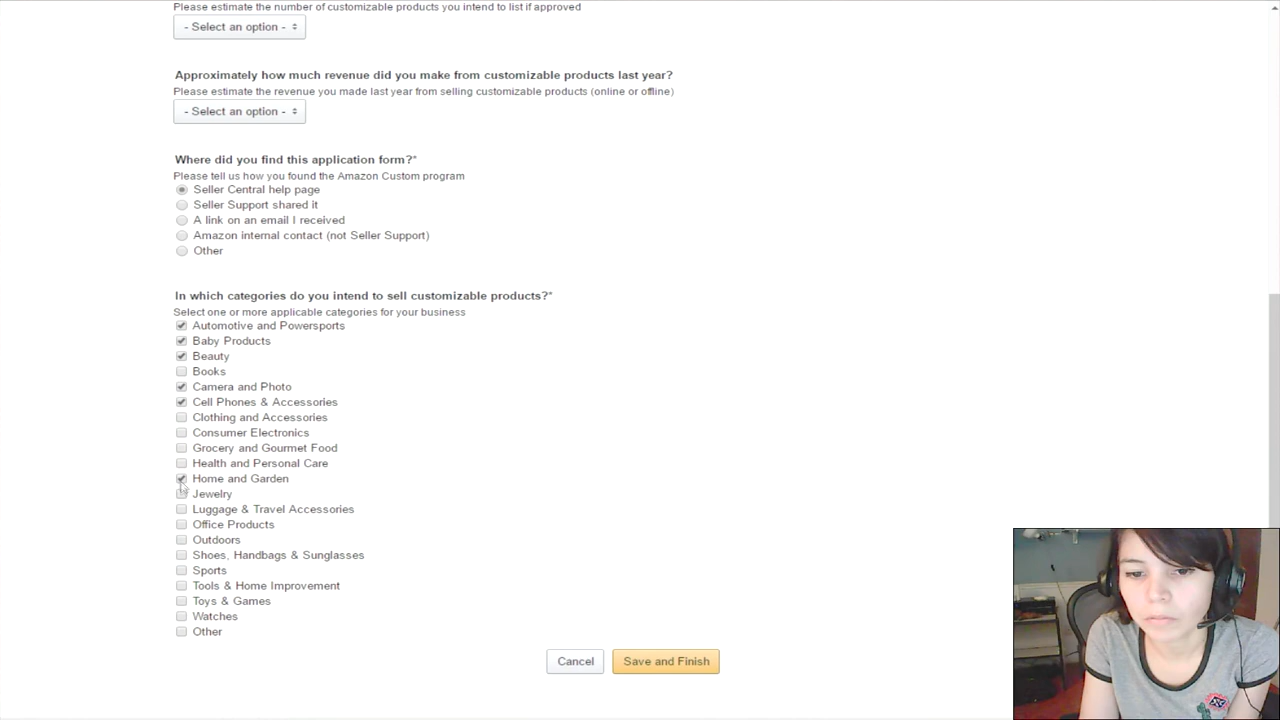 Please estimate the number of customizable products you intend to list if approved
- Select an option -
Approximately how much revenue did you make from customizable products last year?
Please estimate the revenue you made last year from selling customizable products (online or offline)
- Select an option -
Where did you find this application form?*
Please tell us how you found the Amazon Custom program
Seller Central help page
Seller Support shared it
A link on an email I received
Amazon internal contact (not Seller Support)
Other
In which categories do you intend to sell customizable products?*
Select one or more applicable categories for your business
Automotive and Powersports
Baby Products
Beauty
Books
Camera and Photo
Cell Phones & Accessories
Clothing and Accessories
Consumer Electronics
Grocery and Gourmet Food
Health and Personal Care
Home and Garden
Jewelry
Luggage & Travel Accessories
Office Products
Outdoors
Shoes, Handbags & Sunglasses
Sports
Tools & Home Improvement
Toys & Games
Watches
Other
Cancel
Save and Finish